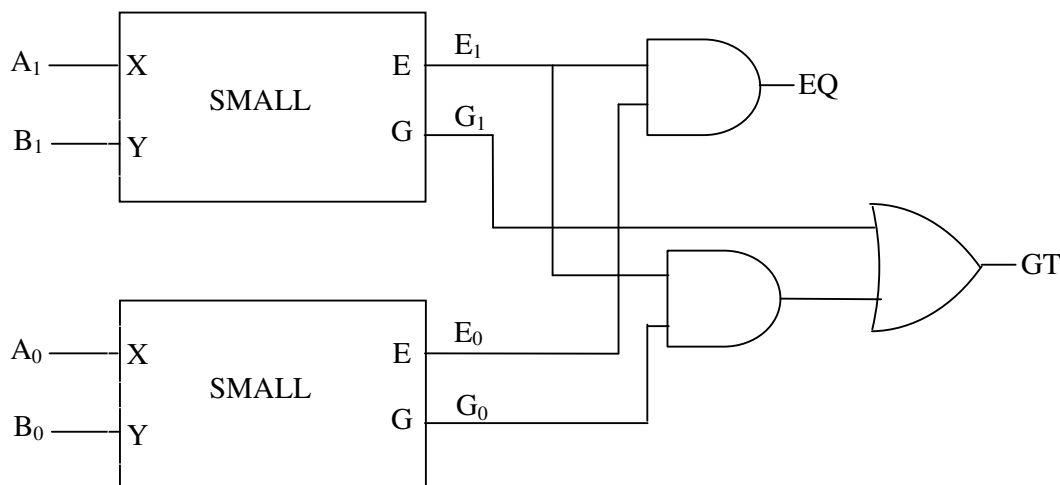 A₁ X E E₁
SMALL EQ
B₁ Y G G₁
GT
A₀ X E E₀
SMALL
B₀ Y G G₀